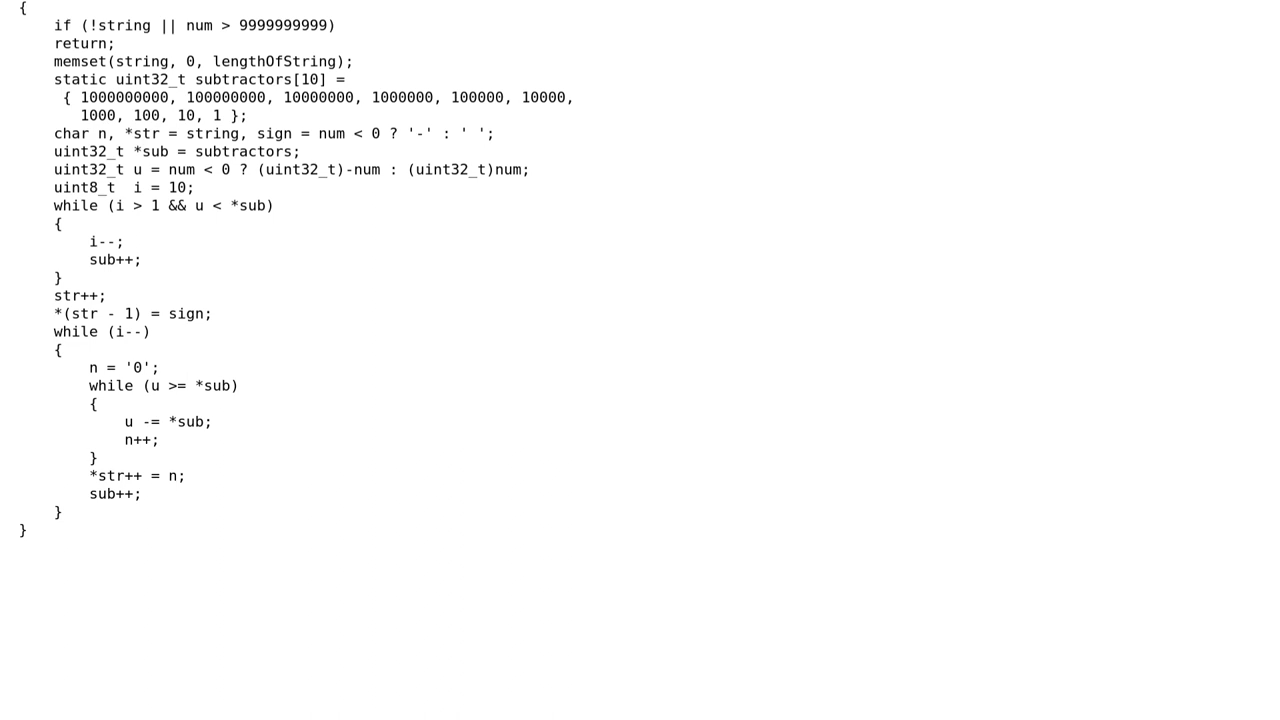 {
    if (!string || num > 9999999999)
    return;
    memset(string, 0, lengthOfString);
    static uint32_t subtractors[10] =
     { 1000000000, 100000000, 10000000, 1000000, 100000, 10000,
       1000, 100, 10, 1 };
    char n, *str = string, sign = num < 0 ? '-' : ' ';
    uint32_t *sub = subtractors;
    uint32_t u = num < 0 ? (uint32_t)-num : (uint32_t)num;
    uint8_t  i = 10;
    while (i > 1 && u < *sub)
    {
        i--;
        sub++;
    }
    str++;
    *(str - 1) = sign;
    while (i--)
    {
        n = '0';
        while (u >= *sub)
        {
            u -= *sub;
            n++;
        }
        *str++ = n;
        sub++;
    }
}